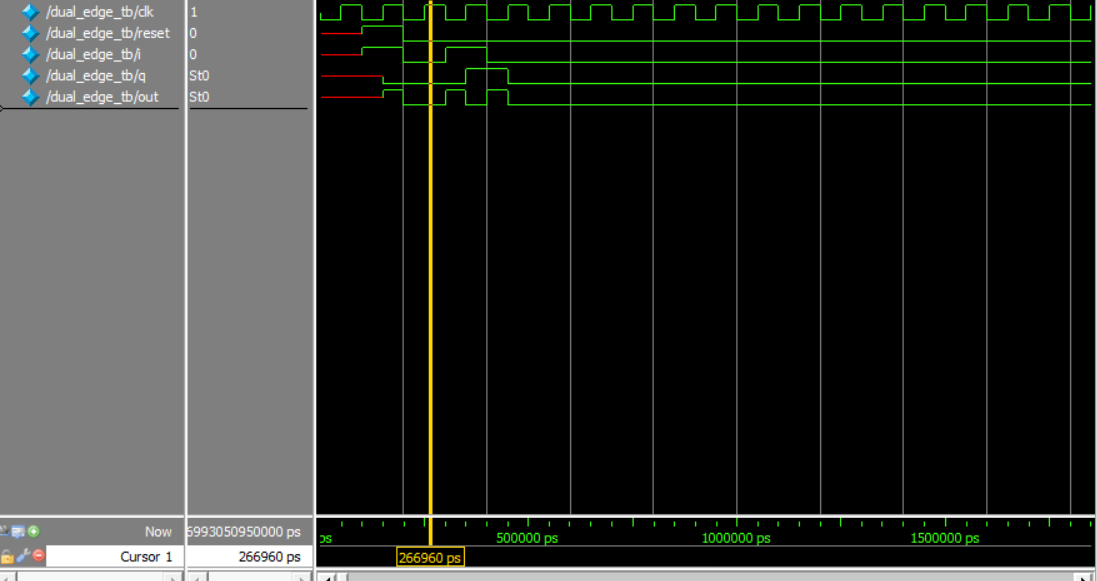 /dual_edge_tb/clk 1
/dual_edge_tb/reset 0
/dual_edge_tb/i 0
/dual_edge_tb/q St0
/dual_edge_tb/out St0
Now 6993050950000 ps
ps 500000 ps 1000000 ps 1500000 ps
Cursor 1 266960 ps
266960 ps